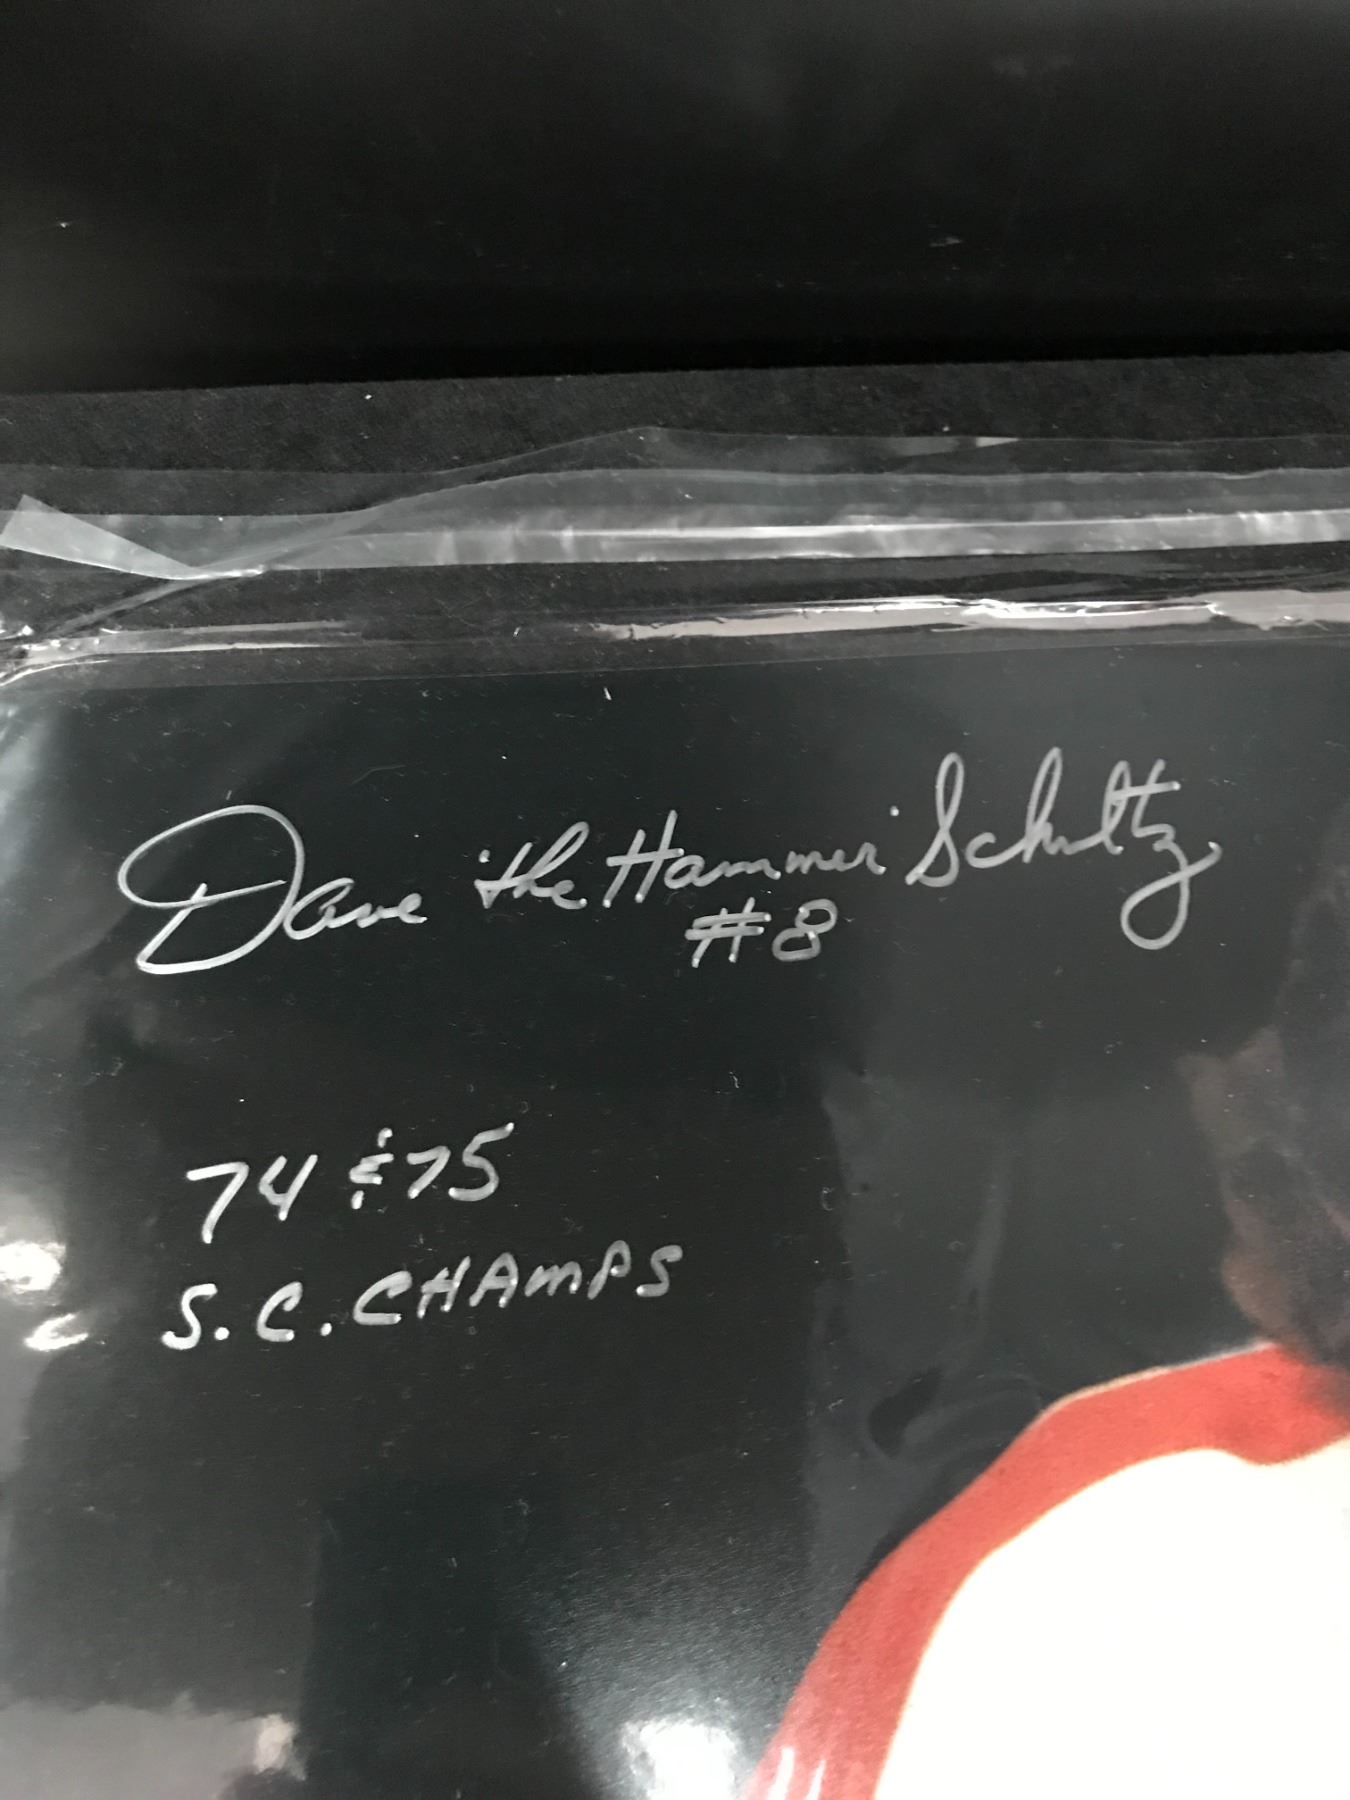 Dave 'the Hammer' Schultz
#8
74 & 75
S.C. CHAMPS